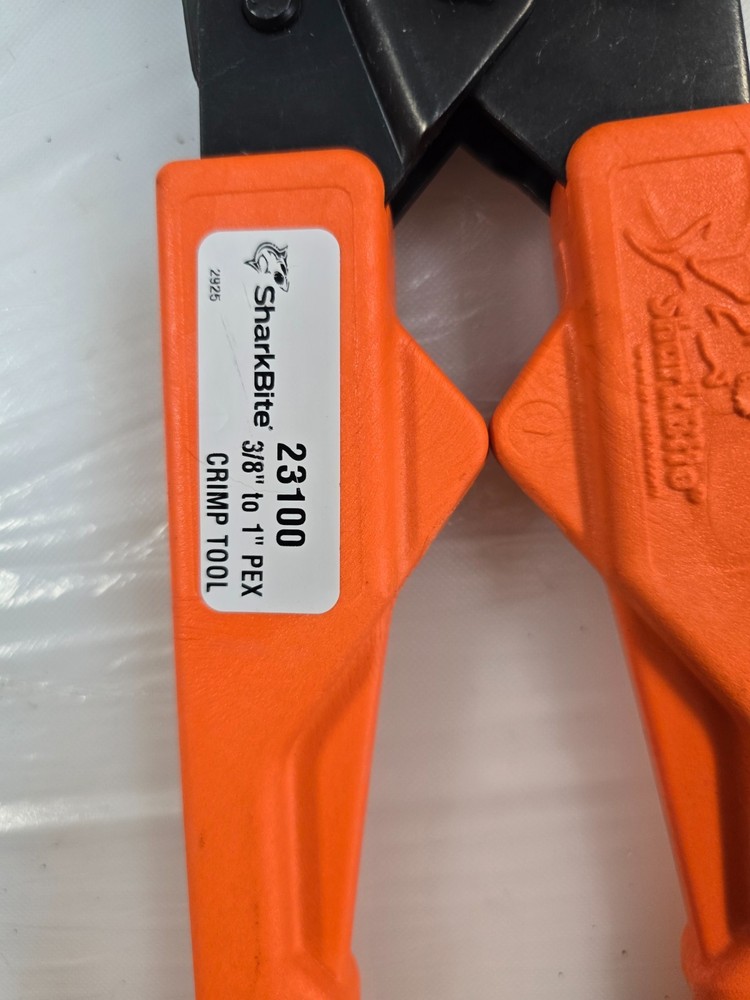 SharkBite®
2925
23100
3/8" to 1" PEX
CRIMP TOOL
SharkBite®